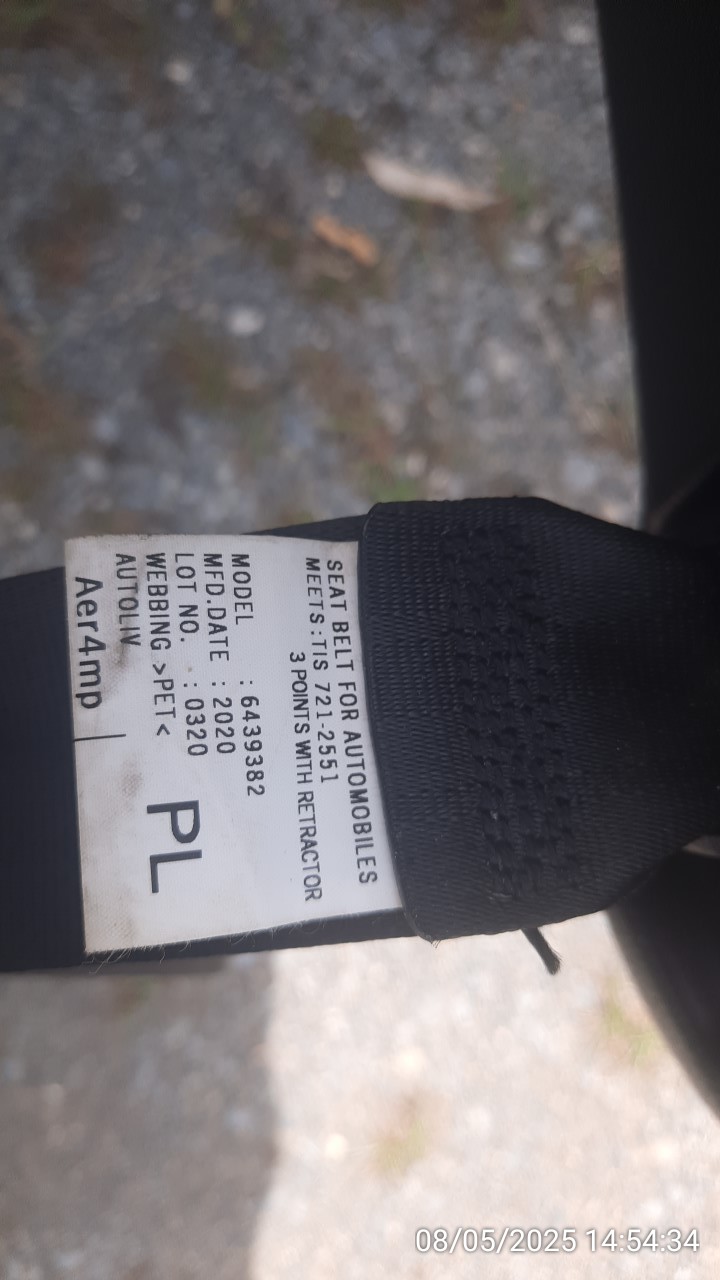 SEAT BELT FOR AUTOMOBILES
MEETS:TIS 721-2551
3 POINTS WITH RETRACTOR
MODEL : 6439382
MFD.DATE : 2020
LOT NO. : 0320
WEBBING >PET<
AUTOLIV
PL
Aer4mp
08/05/2025 14:54:34